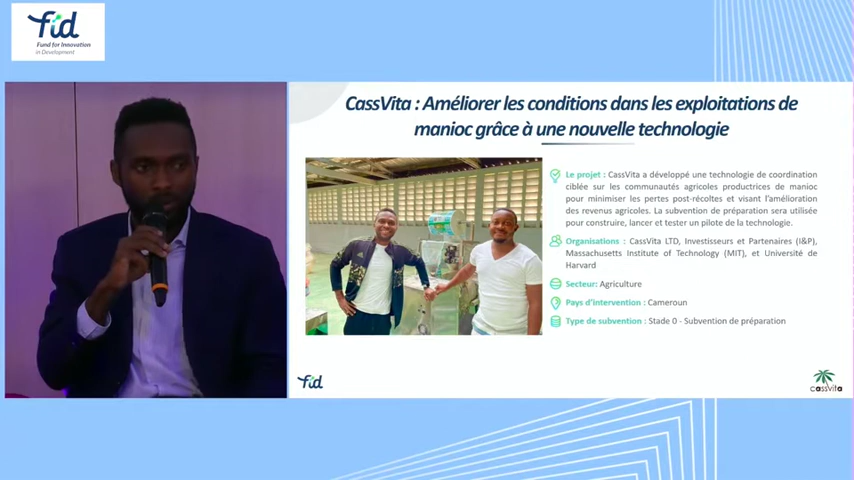 fid
Fund for Innovation
in Development
CassVita : Améliorer les conditions dans les exploitations de
manioc grâce à une nouvelle technologie
Le projet : CassVita a développé une technologie de coordination
ciblée sur les communautés agricoles productrices de manioc
pour minimiser les pertes post-récoltes et visant l'amélioration
des revenus agricoles. La subvention de préparation sera utilisée
pour construire, lancer et tester un pilote de la technologie.
Organisations : CassVita LTD, Investisseurs et Partenaires (I&P),
Massachusetts Institute of Technology (MIT), et Université de
Harvard
Secteur: Agriculture
Pays d'intervention : Cameroun
Type de subvention : Stade 0 - Subvention de préparation
fid
cassvita